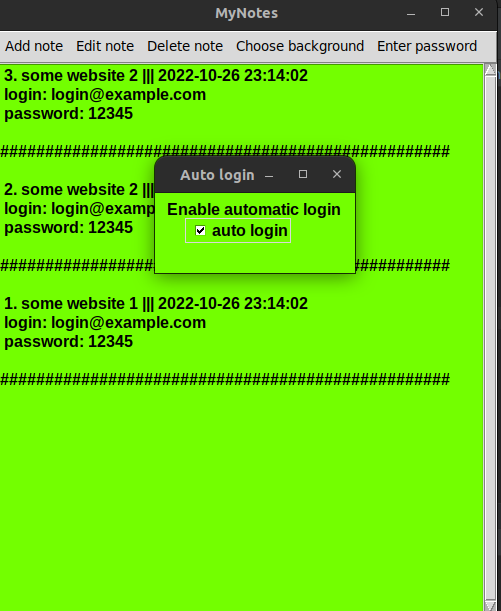 MyNotes
Add note Edit note Delete note Choose background Enter password
3. some website 2 ||| 2022-10-26 23:14:02
login: login@example.com
password: 12345
##################################################
2. some website 2 |||
login: login@examp
password: 12345
##################################################
Auto login
Enable automatic login
auto login
1. some website 1 ||| 2022-10-26 23:14:02
login: login@example.com
password: 12345
##################################################